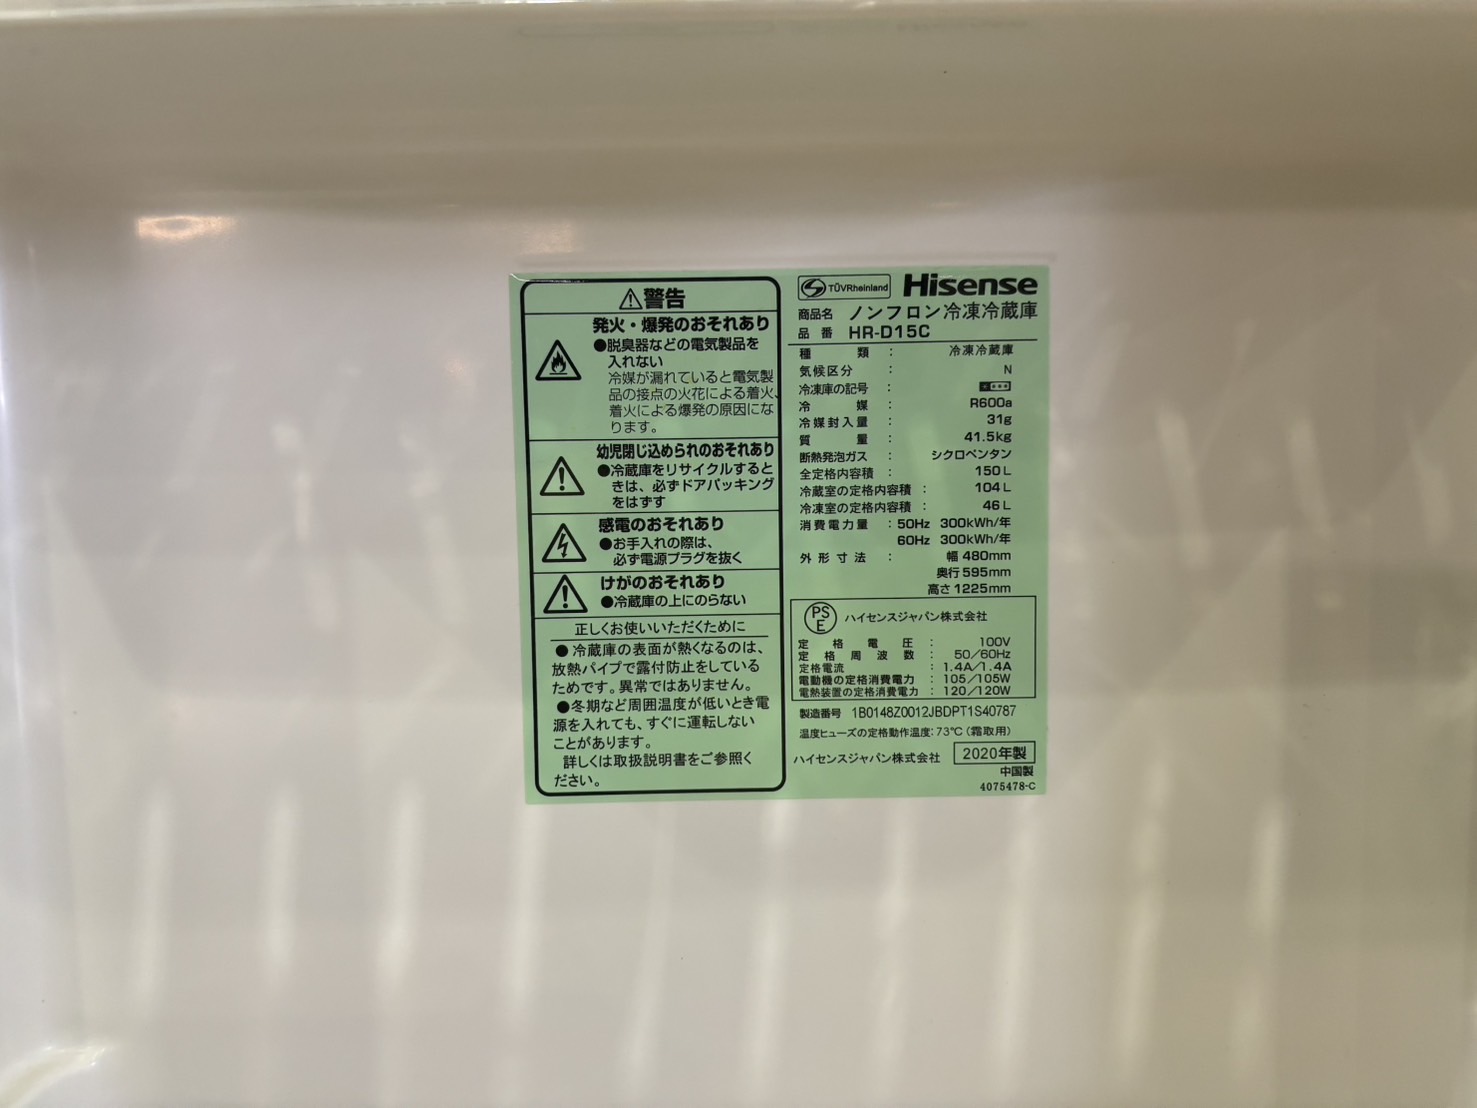 警告
発火・爆発のおそれあり
●脱臭器などの電気製品を
入れない
冷媒が漏れていると電気製
品の接点の火花による着火、
着火による爆発の原因にな
ります。
幼児閉じ込められのおそれあり
●冷蔵庫をリサイクルすると
きは、必ずドアパッキング
をはずす
感電のおそれあり
●お手入れの際は、
必ず電源プラグを抜く
けがのおそれあり
●冷蔵庫の上にのらない
正しくお使いいただくために
●冷蔵庫の表面が熱くなるのは、
放熱パイプで露付防止をしている
ためです。異常ではありません。
●冬期など周囲温度が低いとき電
源を入れても、すぐに運転しない
ことがあります。
詳しくは取扱説明書をご参照く
ださい。
TÜVRheinland Hisense
商品名 ノンフロン冷凍冷蔵庫
品番 HR-D15C
種類 : 冷凍冷蔵庫
気候区分 : N
冷凍庫の記号 :
冷媒 : R600a
冷媒封入量 : 31g
質量 : 41.5kg
断熱発泡ガス : シクロペンタン
全定格内容積 : 150L
冷蔵室の定格内容積 : 104L
冷凍室の定格内容積 : 46L
消費電力量 : 50Hz 300kWh/年
60Hz 300kWh/年
外形寸法 : 幅 480mm
奥行 595mm
高さ 1225mm
PSE ハイセンスジャパン株式会社
定格電圧 : 100V
定格周波数 : 50/60Hz
定格電流 : 1.4A/1.4A
電動機の定格消費電力 : 105/105W
電熱装置の定格消費電力 : 120/120W
製造番号 1B0148Z0012JBDPT1S40787
温度ヒューズの定格動作温度:73℃(霜取用)
ハイセンスジャパン株式会社 2020年製
中国製
4075478-C